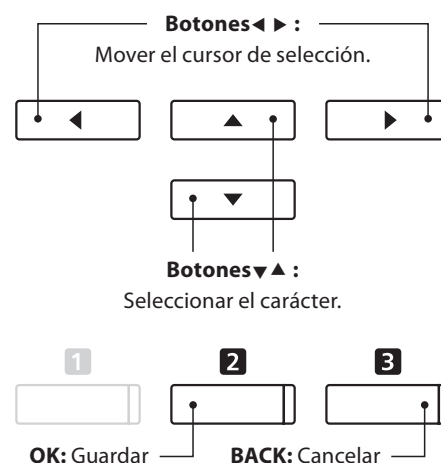 Botones◀ ▶ :
Mover el cursor de selección.
Botones▼▲ :
Seleccionar el carácter.
1 2 3
OK: Guardar BACK: Cancelar